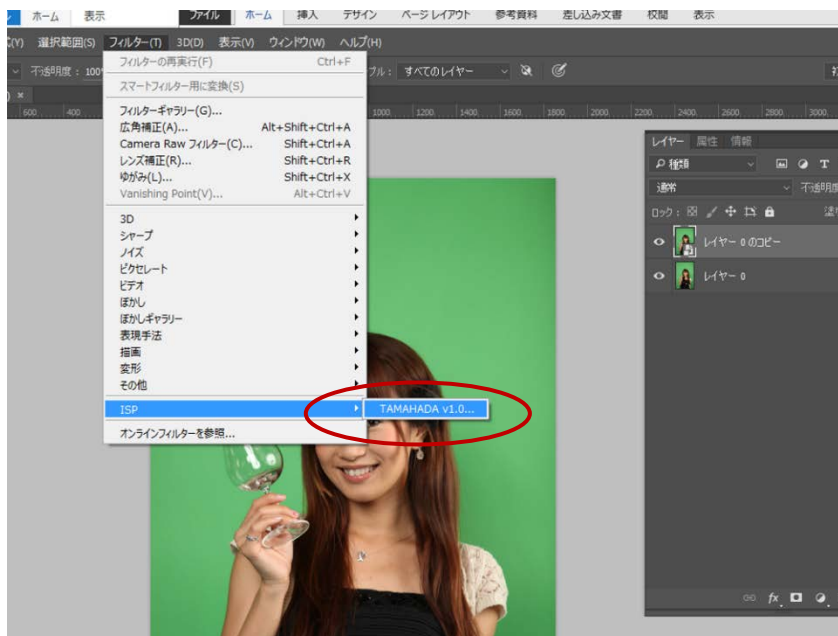 ホーム 表示 ファイル ホーム 挿入 デザイン ページ レイアウト 参考資料 差し込み文書 校閲 表示
(Y) 選択範囲(S) フィルター(T) 3D(D) 表示(V) ウィンドウ(W) ヘルプ(H)
不透明度: 100 すべてのレイヤー
600 400 1000 1200 1400 1600 1800 2000 2200 2400 2600 2800 3000
フィルターの再実行(F) Ctrl+F
スマートフィルター用に変換(S)
フィルターギャラリー(G)...
広角補正(A)... Alt+Shift+Ctrl+A
Camera Raw フィルター(C)... Shift+Ctrl+A
レンズ補正(R)... Shift+Ctrl+R
ゆがみ(L)... Shift+Ctrl+X
Vanishing Point(V)... Alt+Ctrl+V
3D
シャープ
ノイズ
ピクセレート
ビデオ
ぼかし
ぼかしギャラリー
表現手法
描画
変形
その他
ISP
TAMAHADA v1.0...
オンラインフィルターを参照...
レイヤー 属性 情報
種類
通常 不透明度
ロック:
レイヤー 0 のコピー
レイヤー 0
fx